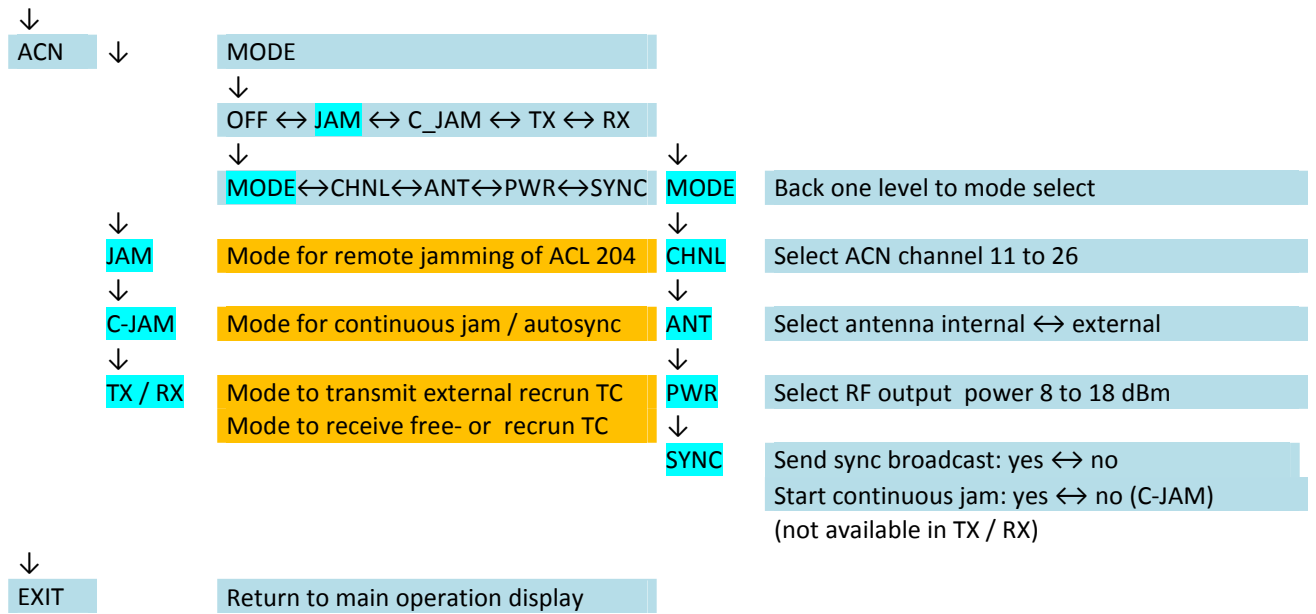 ↓
ACN ↓ MODE
↓
OFF ↔ JAM ↔ C_JAM ↔ TX ↔ RX
↓ ↓
MODE↔CHNL↔ANT↔PWR↔SYNC MODE Back one level to mode select
↓ ↓
JAM Mode for remote jamming of ACL 204 CHNL Select ACN channel 11 to 26
↓ ↓
C-JAM Mode for continuous jam / autosync ANT Select antenna internal ↔ external
↓ ↓
TX / RX Mode to transmit external recrun TC PWR Select RF output power 8 to 18 dBm
Mode to receive free- or recrun TC ↓
SYNC Send sync broadcast: yes ↔ no
Start continuous jam: yes ↔ no (C-JAM)
(not available in TX / RX)
↓
EXIT Return to main operation display